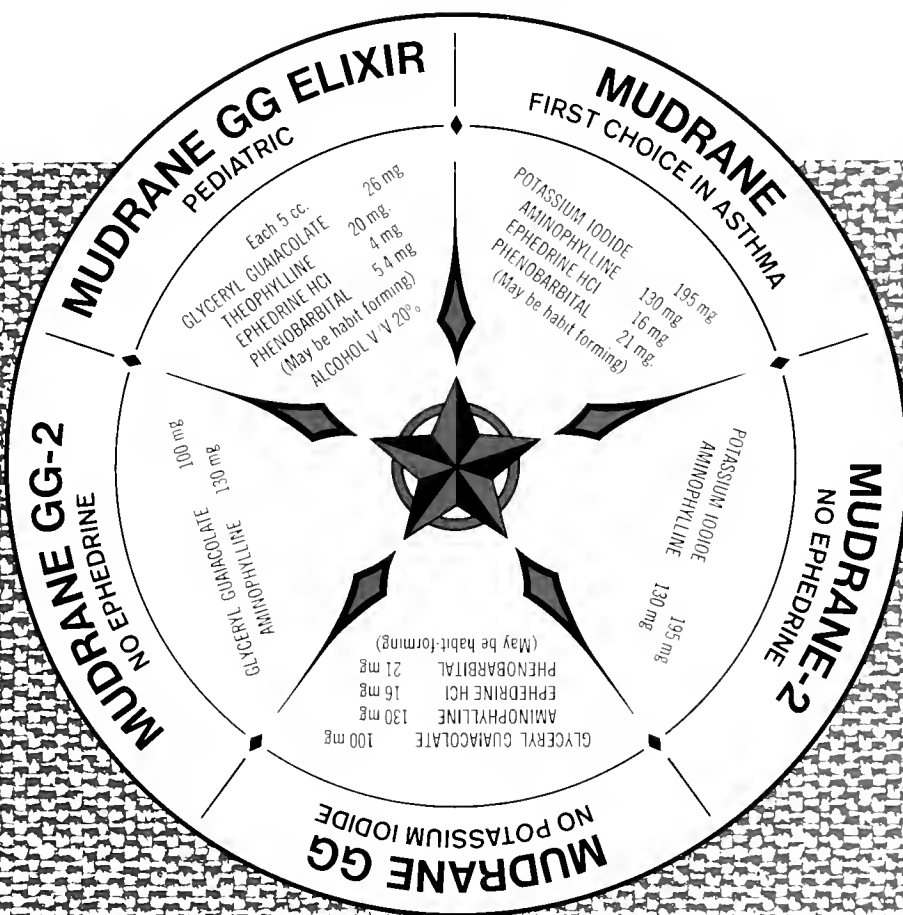 MUDRANE
FIRST CHOICE IN ASTHMA
POTASSIUM IODIDE 195 mg
AMINOPHYLLINE 130 mg
EPHEDRINE HCl 16 mg
PHENOBARBITAL 21 mg.
(May be habit forming)
MUDRANE-2
NO EPHEDRINE
POTASSIUM IODIDE 195 mg
AMINOPHYLLINE 130 mg
MUDRANE GG
NO POTASSIUM IODIDE
GLYCERYL GUAIACOLATE 100 mg
AMINOPHYLLINE 130 mg
EPHEDRINE HCl 16 mg
PHENOBARBITAL 21 mg
(May be habit-forming)
MUDRANE GG-2
NO EPHEDRINE
GLYCERYL GUAIACOLATE 100 mg
AMINOPHYLLINE 130 mg
MUDRANE GG ELIXIR
PEDIATRIC
Each 5 cc.
GLYCERYL GUAIACOLATE 26 mg
THEOPHYLLINE 20 mg.
EPHEDRINE HCl 4 mg
PHENOBARBITAL 5.4 mg
(May be habit forming)
ALCOHOL V/V 20%